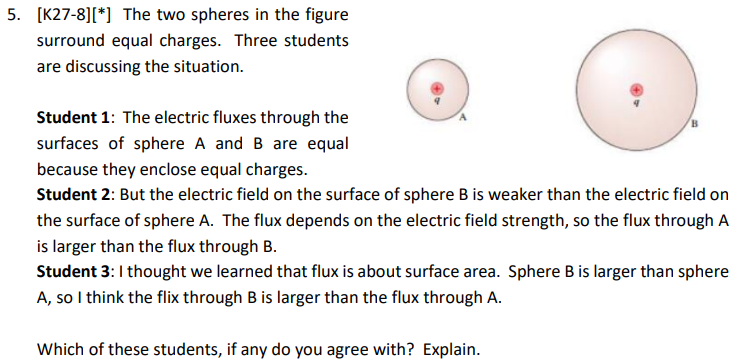 5. [K27-8][*] The two spheres in the figure
surround equal charges. Three students
are discussing the situation.
+
q
A
+
q
B
Student 1: The electric fluxes through the
surfaces of sphere A and B are equal
because they enclose equal charges.
Student 2: But the electric field on the surface of sphere B is weaker than the electric field on
the surface of sphere A. The flux depends on the electric field strength, so the flux through A
is larger than the flux through B.
Student 3: I thought we learned that flux is about surface area. Sphere B is larger than sphere
A, so I think the flix through B is larger than the flux through A.
Which of these students, if any do you agree with? Explain.